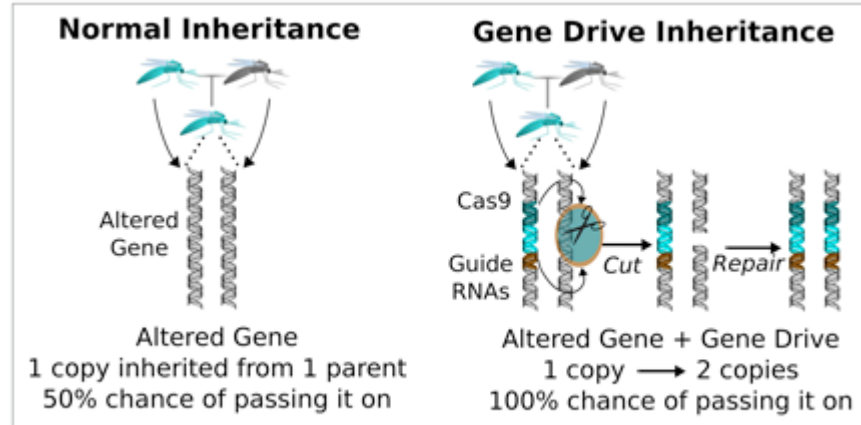 Normal Inheritance
Altered
Gene
Altered Gene
1 copy inherited from 1 parent
50% chance of passing it on
Gene Drive Inheritance
Cas9
Guide
RNAs
Cut
Repair
Altered Gene + Gene Drive
1 copy → 2 copies
100% chance of passing it on